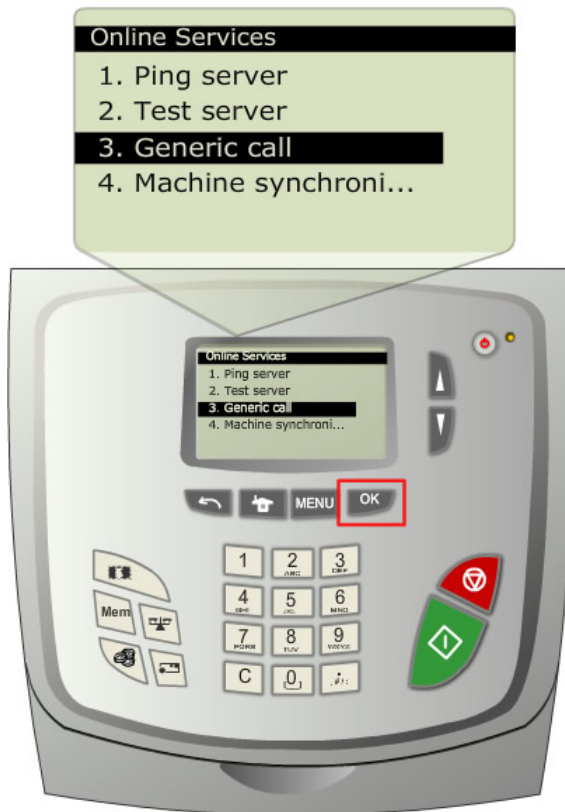 Online Services
1. Ping server
2. Test server
3. Generic call
4. Machine synchroni...
Online Services
1. Ping server
2. Test server
3. Generic call
4. Machine synchroni...
MENU
OK
Mem
1
2
ABC
3
DEF
4
GHI
5
JKL
6
MNO
7
PQRS
8
TUV
9
WXYZ
C
0